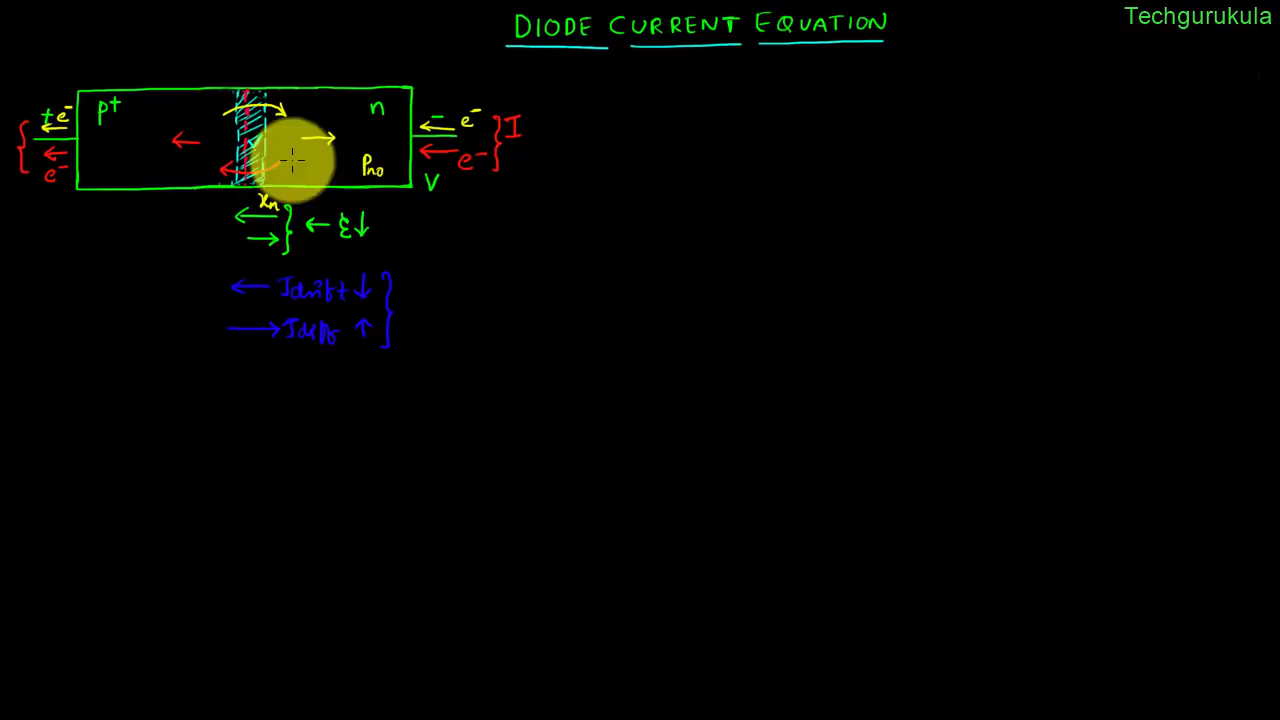 Techgurukula
DIODE CURRENT EQUATION
p+
n
+ e-
- e-
I
e-
e-
Pno
V
xn
ε↓
Idrift ↓
Idiff ↑